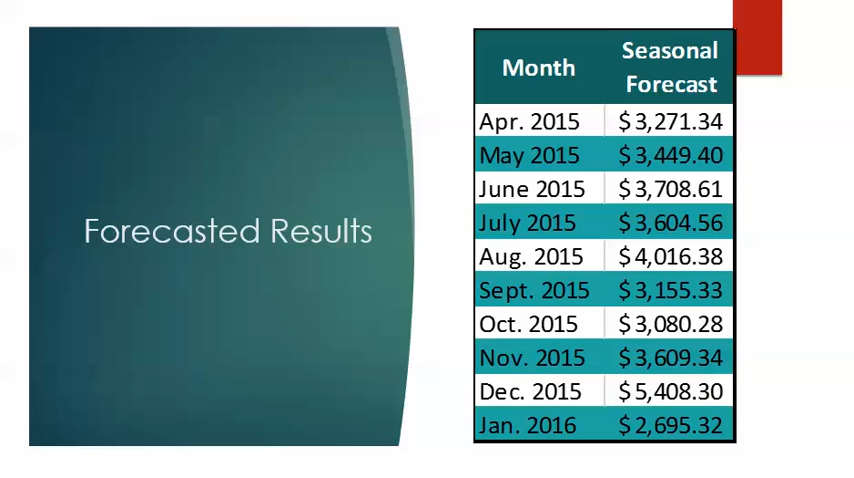 Forecasted Results
Month
Seasonal
Forecast
Apr. 2015 $3,271.34
May 2015 $3,449.40
June 2015 $3,708.61
July 2015 $3,604.56
Aug. 2015 $4,016.38
Sept. 2015 $3,155.33
Oct. 2015 $3,080.28
Nov. 2015 $3,609.34
Dec. 2015 $5,408.30
Jan. 2016 $2,695.32